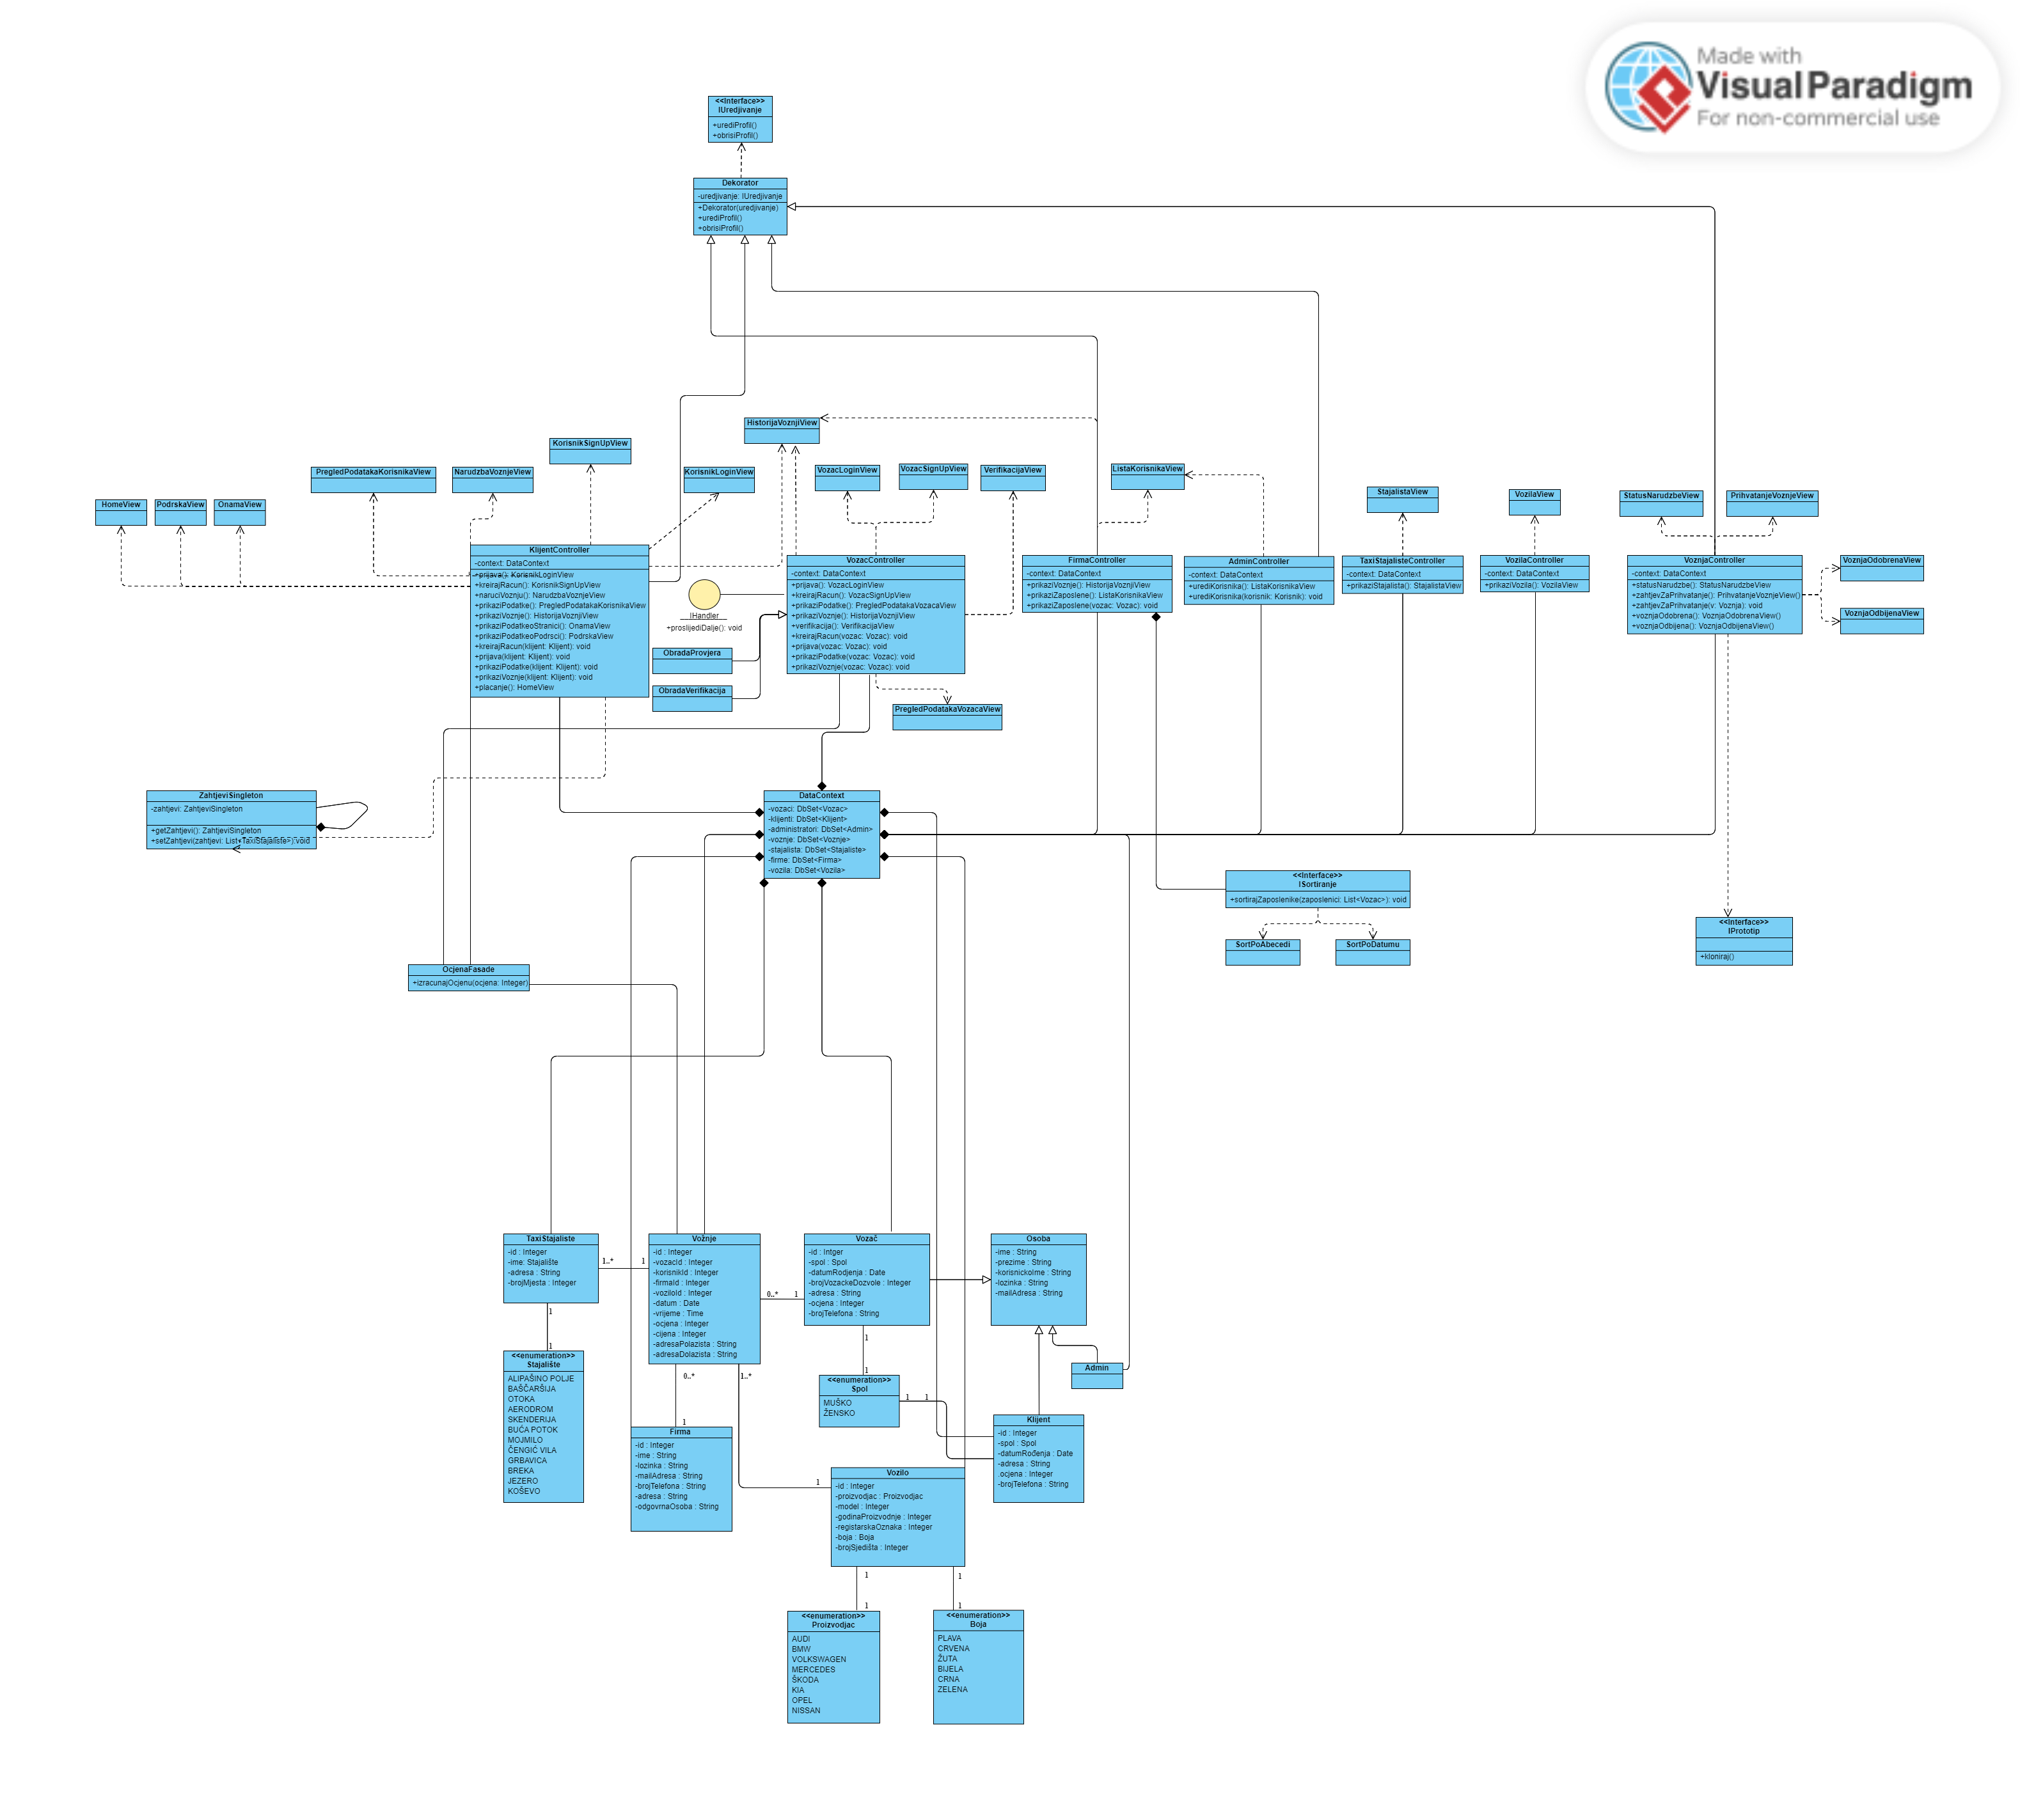 Made with
Visual Paradigm
For non-commercial use
<<Interface>>
IUredjivanje
+urediProfil()
+obrisiProfil()
Dekorator
-uredjivanje: IUredjivanje
+Dekorator(uredjivanje)
+urediProfil()
+obrisiProfil()
HistorijaVoznjiView
KorisnikSignUpView
PregledPodatakaKorisnikaView
NarudzbaVoznjeView
KorisnikLoginView
VozacLoginView
VozacSignUpView
VerifikacijaView
ListaKorisnikaView
StajalistaView
VozilaView
StatusNarudzbeView
PrihvatanjeVoznjeView
HomeView
PodrskaView
OnamaView
KlijentController
-context: DataContext
+prijava(): KorisnikLoginView
+kreirajRacun(): KorisnikSignUpView
+naruciVoznju(): NarudzbaVoznjeView
+prikaziPodatke(): PregledPodatakaKorisnikaView
+prikaziVoznje(): HistorijaVoznjiView
+prikaziPodatkeoStranici(): OnamaView
+prikaziPodatkeoPodrsci(): PodrskaView
+kreirajRacun(klijent: Klijent): void
+prijava(klijent: Klijent): void
+prikaziPodatke(klijent: Klijent): void
+prikaziVoznje(klijent: Klijent): void
+placanje(): HomeView
IHandler
+proslijediDalje(): void
ObradaProvjera
ObradaVerifikacija
VozacController
-context: DataContext
+prijava(): VozacLoginView
+kreirajRacun(): VozacSignUpView
+prikaziPodatke(): PregledPodatakaVozacaView
+prikaziVoznje(): HistorijaVoznjiView
+verifikacija(): VerifikacijaView
+kreirajRacun(vozac: Vozac): void
+prijava(vozac: Vozac): void
+prikaziPodatke(vozac: Vozac): void
+prikaziVoznje(vozac: Vozac): void
FirmaController
-context: DataContext
+prikaziVoznje(): HistorijaVoznjiView
+prikaziZaposlene(): ListaKorisnikaView
+prikaziZaposlene(vozac: Vozac): void
AdminController
-context: DataContext
+urediKorisnika(): ListaKorisnikaView
+urediKorisnika(korisnik: Korisnik): void
TaxiStajalisteController
-context: DataContext
+prikaziStajalista(): StajalistaView
VozilaController
-context: DataContext
+prikaziVozila(): VozilaView
VoznjaController
-context: DataContext
+statusNarudzbe(): StatusNarudzbeView
+zahtjevZaPrihvatanje(): PrihvatanjeVoznjeView()
+zahtjevZaPrihvatanje(v: Voznja): void
+voznjaOdobrena(): VoznjaOdobrenaView()
+voznjaOdbijena(): VoznjaOdbijenaView()
VoznjaOdobrenaView
VoznjaOdbijenaView
PregledPodatakaVozacaView
ZahtjeviSingleton
-zahtjevi: ZahtjeviSingleton
+getZahtjevi(): ZahtjeviSingleton
+setZahtjevi(zahtjevi: List+TaxiStajaliste>):void
DataContext
-vozaci: DbSet<Vozac>
-klijenti: DbSet<Klijent>
-administratori: DbSet<Admin>
-voznje: DbSet<Voznje>
-stajalista: DbSet<Stajaliste>
-firme: DbSet<Firma>
-vozila: DbSet<Vozila>
<<Interface>>
ISortiranje
+sortirajZaposlenike(zaposlenici: List<Vozac>): void
SortPoAbecedi
SortPoDatumu
<<Interface>>
IPrototip
+kloniraj()
OcjenaFasade
+izracunajOcjenu(ocjena: Integer)
TaxiStajaliste
-id : Integer
-ime: Stajalište
-adresa : String
-brojMjesta : Integer
1..*
1
Vožnje
-id : Integer
-vozacId : Integer
-korisnikId : Integer
-firmaId : Integer
-voziloId : Integer
-datum : Date
-vrijeme : Time
-ocjena : Integer
-cijena : Integer
-adresaPolazista : String
-adresaDolazista : String
0..*
1
Vozač
-id : Intger
-spol : Spol
-datumRodjenja : Date
-brojVozackeDozvole : Integer
-adresa : String
-ocjena : Integer
-brojTelefona : String
Osoba
-ime : String
-prezime : String
-korisnickoIme : String
-lozinka : String
-mailAdresa : String
1
1
<<enumeration>>
Stajalište
ALIPAŠINO POLJE
BAŠČARŠIJA
OTOKA
AERODROM
SKENDERIJA
BUĆA POTOK
MOJMILO
ČENGIĆ VILA
GRBAVICA
BREKA
JEZERO
KOŠEVO
0..*
1
1..*
1
Firma
-id : Integer
-ime : String
-lozinka : String
-mailAdresa : String
-brojTelefona : String
-adresa : String
-odgovrnaOsoba : String
1
1
<<enumeration>>
Spol
MUŠKO
ŽENSKO
1
1
Admin
Klijent
-id : Integer
-spol : Spol
-datumRođenja : Date
-adresa : String
.ocjena : Integer
-brojTelefona : String
Vozilo
-id : Integer
-proizvodjac : Proizvodjac
-model : Integer
-godinaProizvodnje : Integer
-registarskaOznaka : Integer
-boja : Boja
-brojSjedišta : Integer
1
1
1
1
<<enumeration>>
Proizvodjac
AUDI
BMW
VOLKSWAGEN
MERCEDES
ŠKODA
KIA
OPEL
NISSAN
<<enumeration>>
Boja
PLAVA
CRVENA
ŽUTA
BIJELA
CRNA
ZELENA